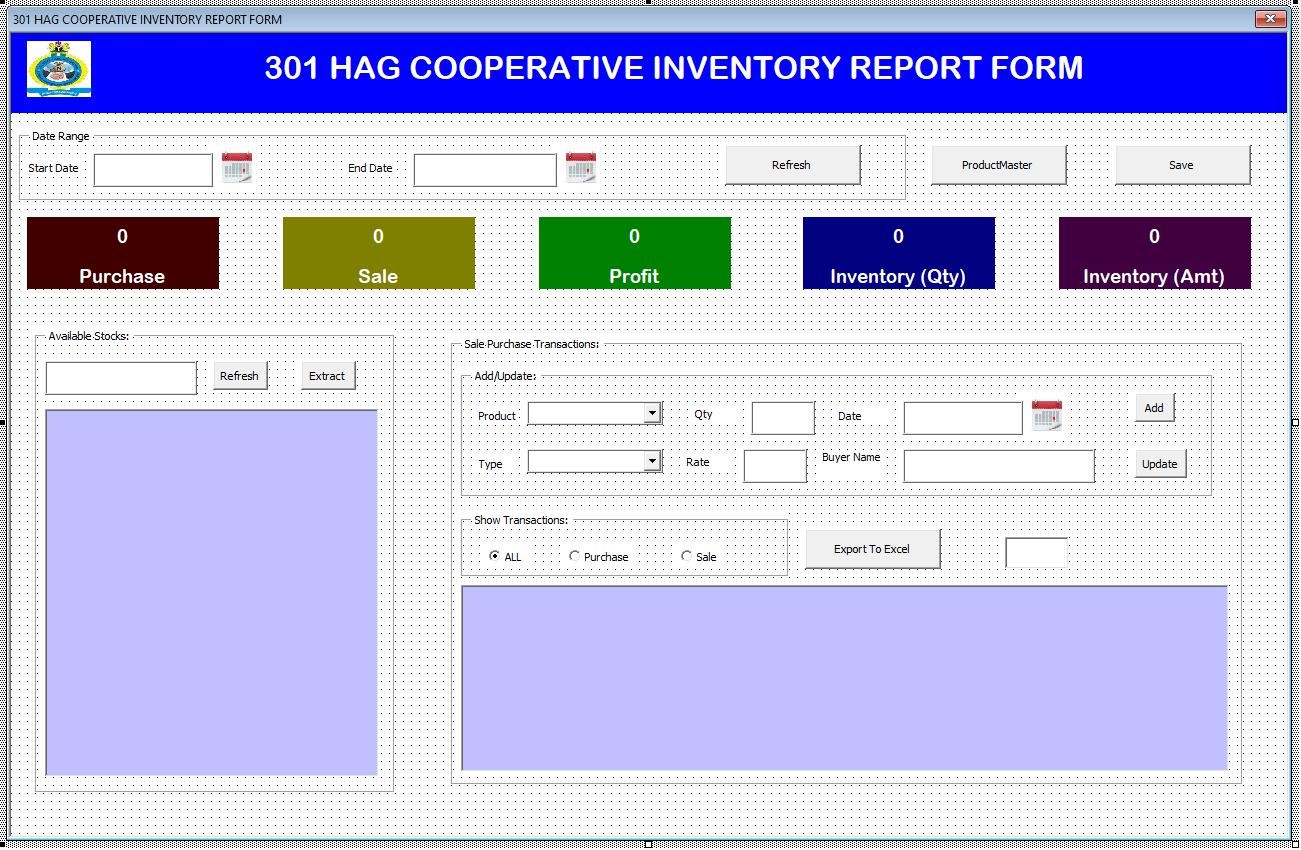 301 HAG COOPERATIVE INVENTORY REPORT FORM
301 HAG COOPERATIVE INVENTORY REPORT FORM
Date Range
Start Date
End Date
Refresh
ProductMaster
Save
0
Purchase
0
Sale
0
Profit
0
Inventory (Qty)
0
Inventory (Amt)
Available Stocks:
Refresh
Extract
Sale Purchase Transactions:
Add/Update:
Product
Qty
Date
Add
Type
Rate
Buyer Name
Update
Show Transactions:
ALL
Purchase
Sale
Export To Excel